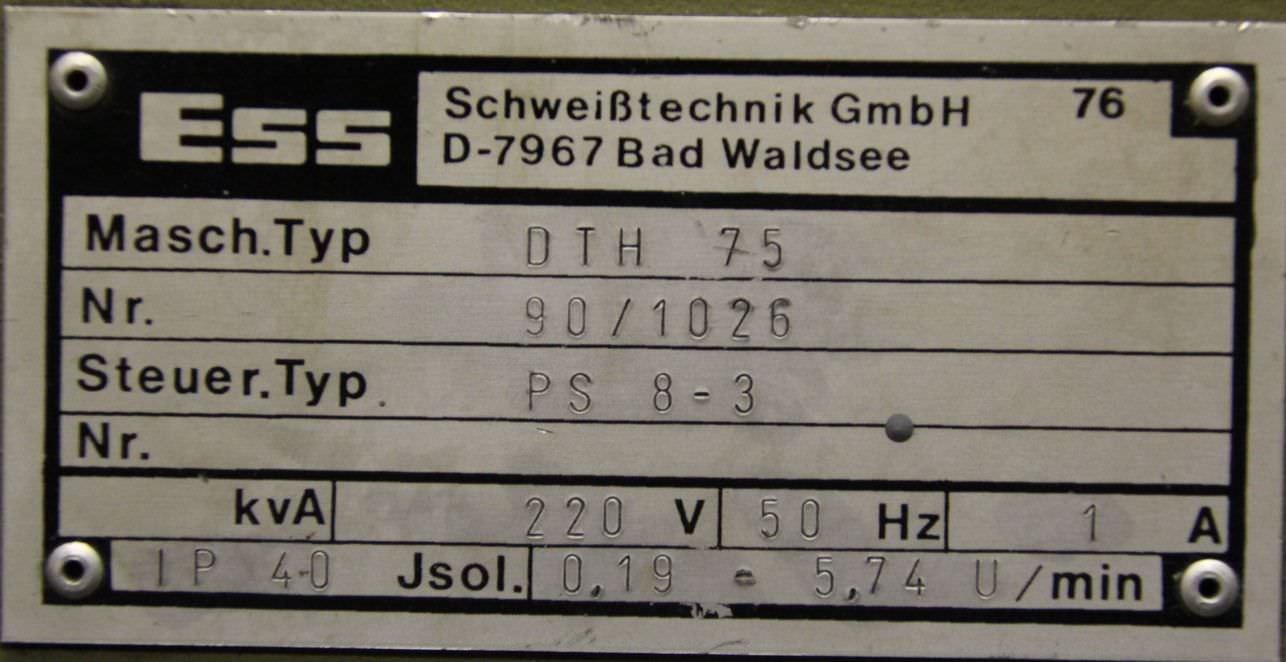 Ess
Schweißtechnik GmbH 76
D-7967 Bad Waldsee
Masch.Typ DTH 75
Nr. 90/1026
Steuer.Typ. PS 8-3
Nr.
kvA 220 V 50 Hz 1 A
IP 40 Jsol. 0,19 - 5,74 U/min